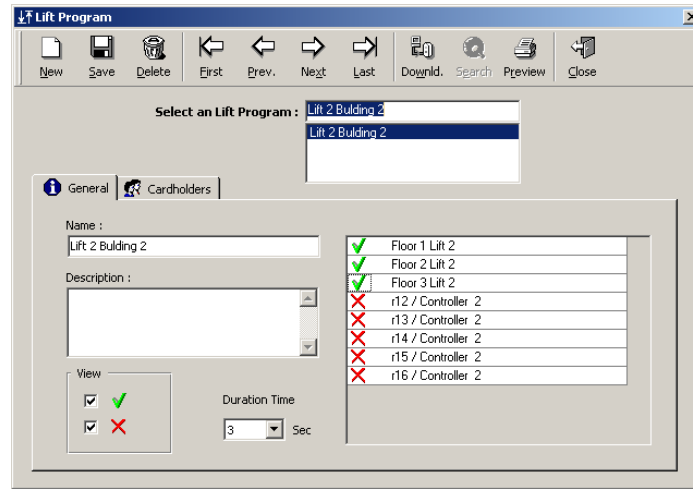 Lift Program
New Save Delete First Prev. Next Last Downld. Search Preview Close
Select an Lift Program : Lift 2 Bulding 2
Lift 2 Bulding 2
General Cardholders
Name :
Lift 2 Bulding 2
Description :
View
Duration Time
3 Sec
Floor 1 Lift 2
Floor 2 Lift 2
Floor 3 Lift 2
r12 / Controller 2
r13 / Controller 2
r14 / Controller 2
r15 / Controller 2
r16 / Controller 2